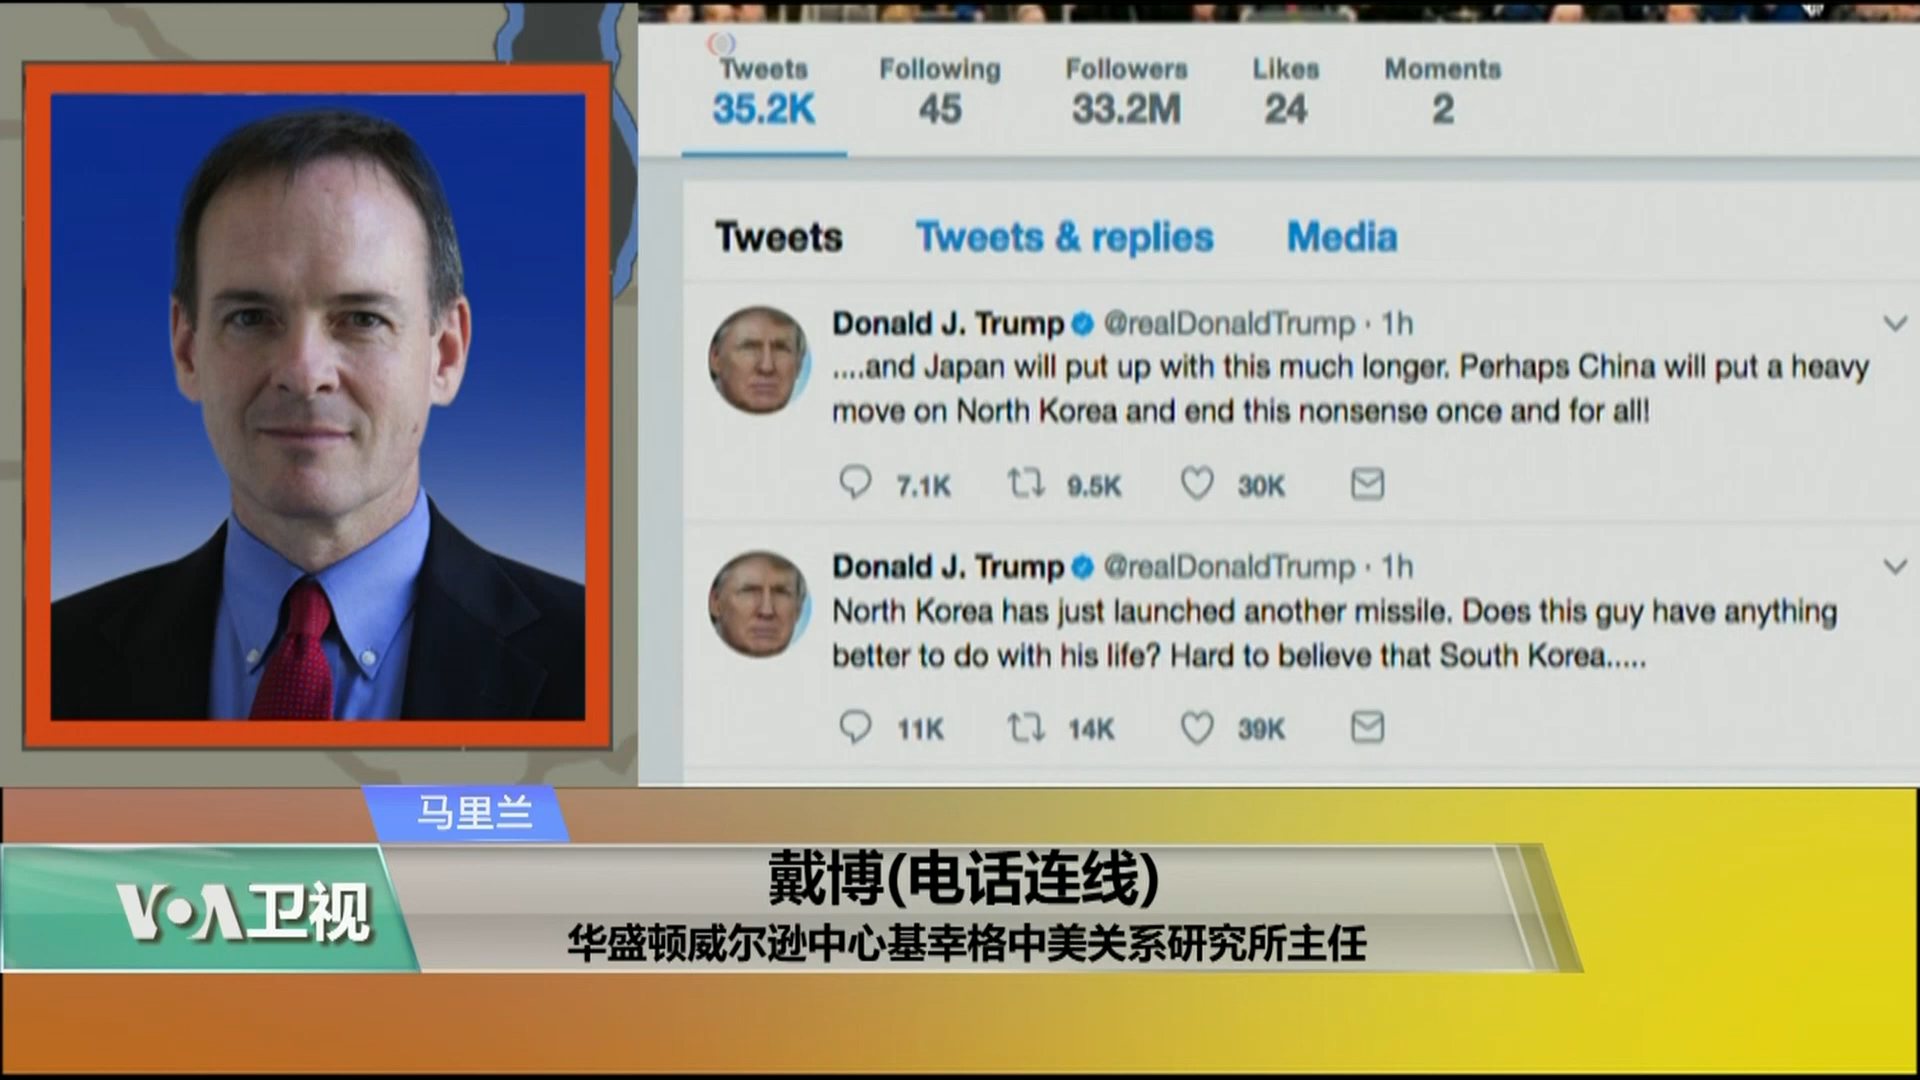 Tweets Following Followers Likes Moments
35.2K 45 33.2M 24 2
Tweets Tweets & replies Media
Donald J. Trump @realDonaldTrump · 1h
....and Japan will put up with this much longer. Perhaps China will put a heavy
move on North Korea and end this nonsense once and for all!
7.1K 9.5K 30K
Donald J. Trump @realDonaldTrump · 1h
North Korea has just launched another missile. Does this guy have anything
better to do with his life? Hard to believe that South Korea.....
11K 14K 39K
马里兰
VOA卫视
戴博(电话连线)
华盛顿威尔逊中心基辛格中美关系研究所主任